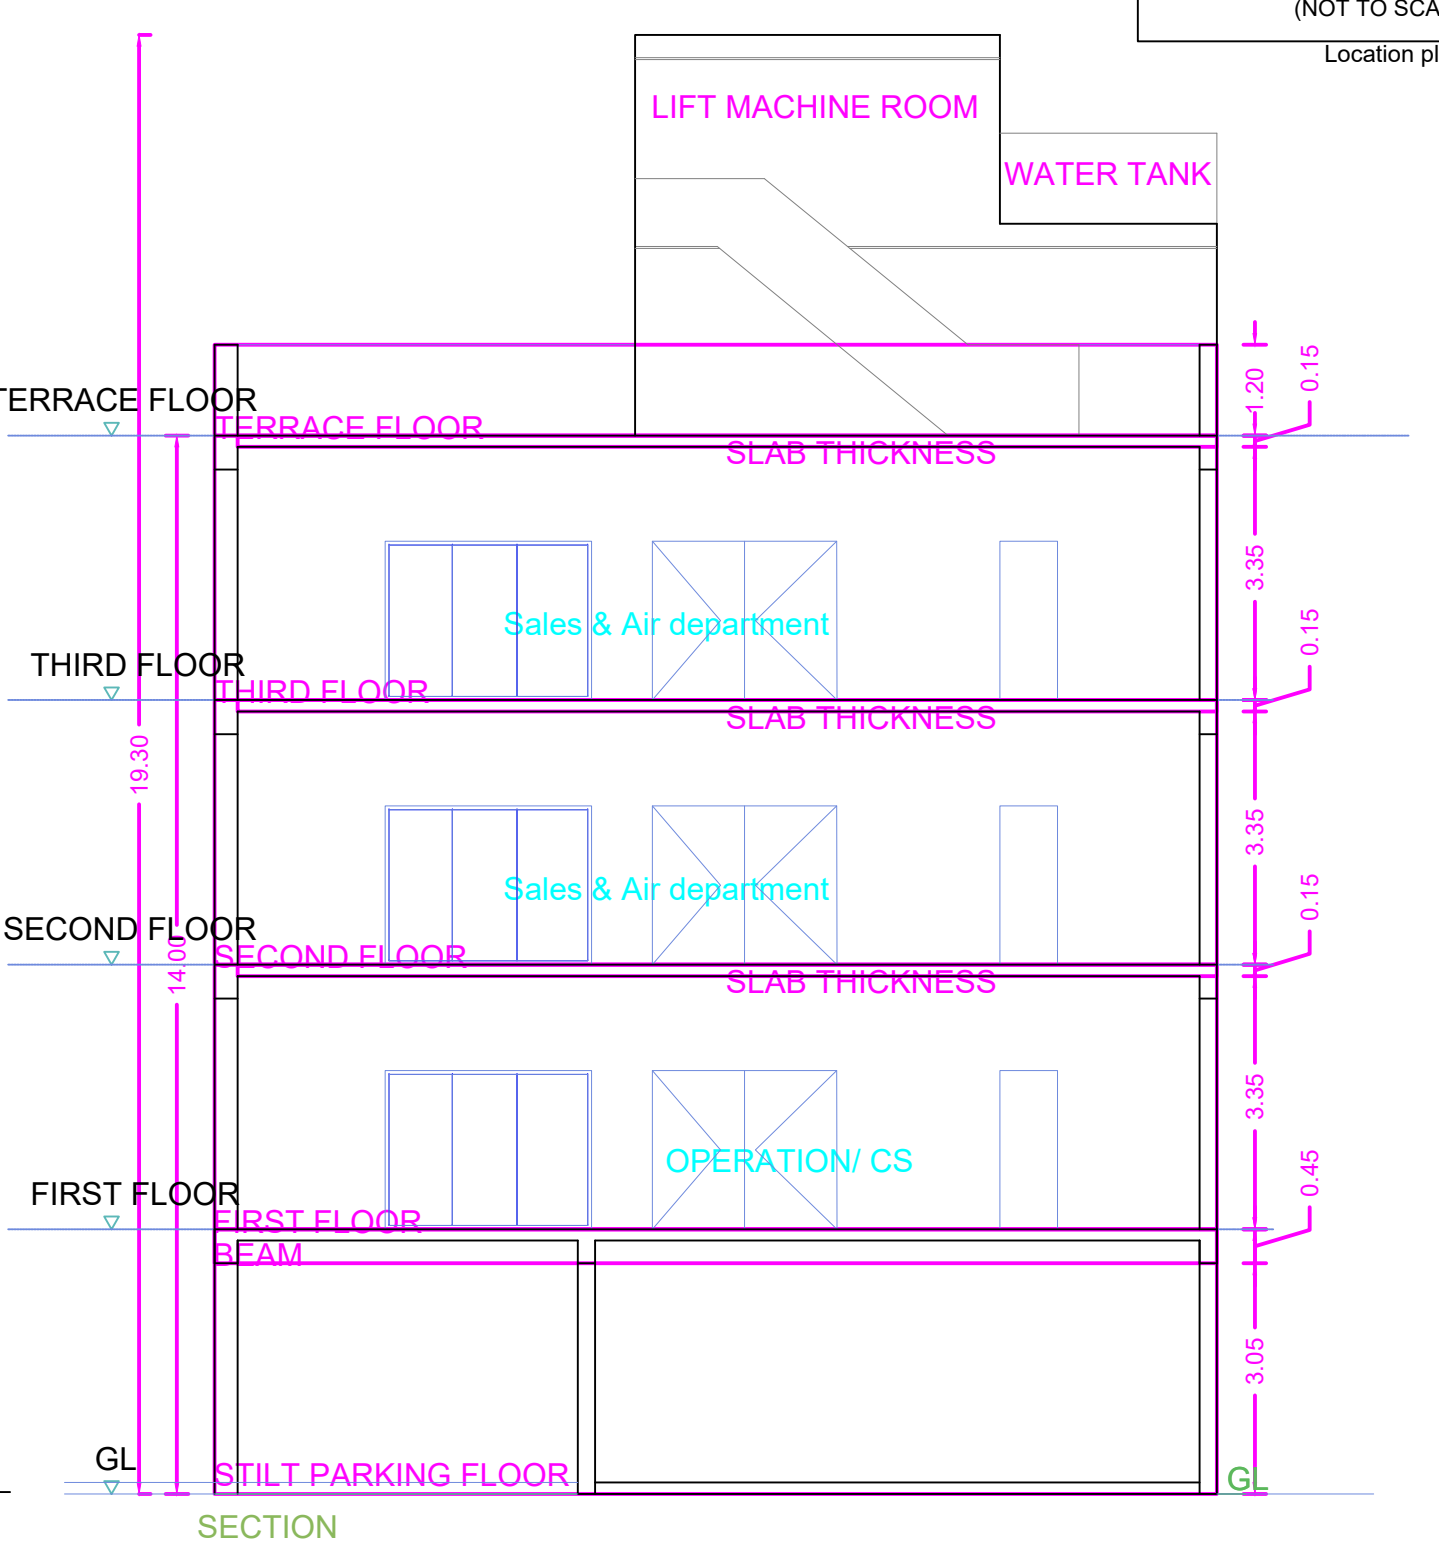 (NOT TO SCA
Location pl
LIFT MACHINE ROOM
WATER TANK
TERRACE FLOOR
TERRACE FLOOR
1.20
0.15
SLAB THICKNESS
3.35
Sales & Air department
0.15
THIRD FLOOR
THIRD FLOOR
SLAB THICKNESS
19.30
3.35
Sales & Air department
0.15
SECOND FLOOR
SECOND FLOOR
14.00
SLAB THICKNESS
3.35
OPERATION/ CS
0.45
FIRST FLOOR
FIRST FLOOR
BEAM
3.05
GL
STILT PARKING FLOOR
GL
SECTION